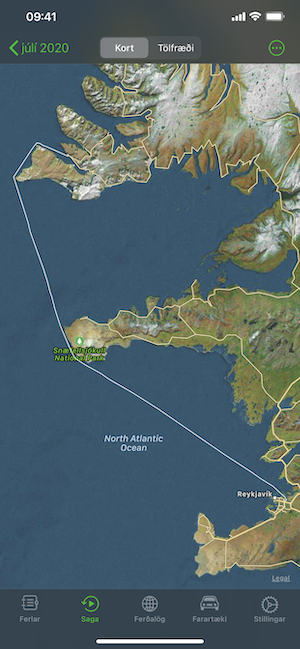 09:41
júlí 2020
Kort
Tölfræði
Snæfellsjökull
National Park
North Atlantic
Ocean
Reykjavík
Legal
Ferlar
Saga
Ferðalög
Farartæki
Stillingar